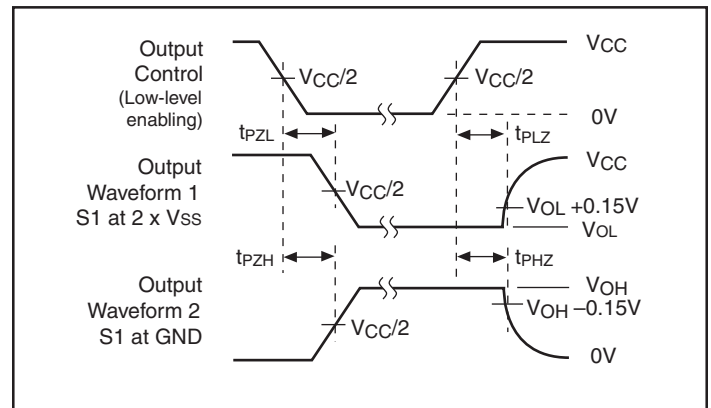 Output
Control
(Low-level
enabling)
VCC/2
VCC/2
VCC
0V
tPZL
tPLZ
Output
Waveform 1
S1 at 2 x VSS
VCC/2
VCC
VOL +0.15V
VOL
tPZH
tPHZ
Output
Waveform 2
S1 at GND
VCC/2
VOH
VOH –0.15V
0V